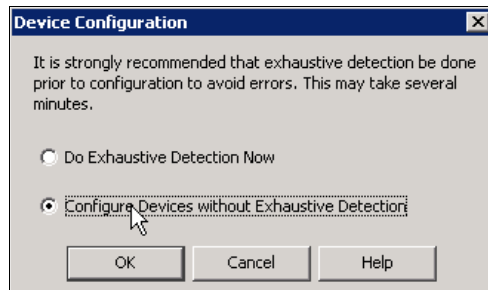 Device Configuration
It is strongly recommended that exhaustive detection be done
prior to configuration to avoid errors. This may take several
minutes.
Do Exhaustive Detection Now
Configure Devices without Exhaustive Detection
OK Cancel Help